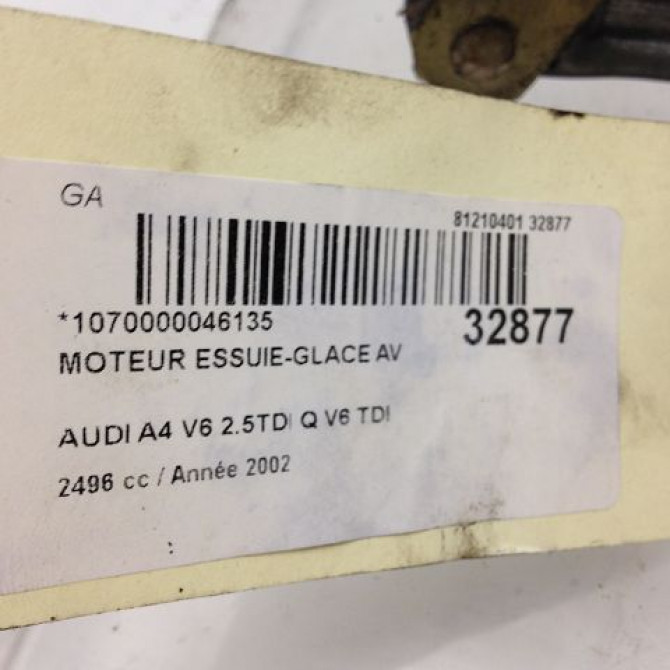 GA
81210401 32877
*1070000046135
32877
MOTEUR ESSUIE-GLACE AV
AUDI A4 V6 2.5TDI Q V6 TDI
2496 cc / Année 2002
: